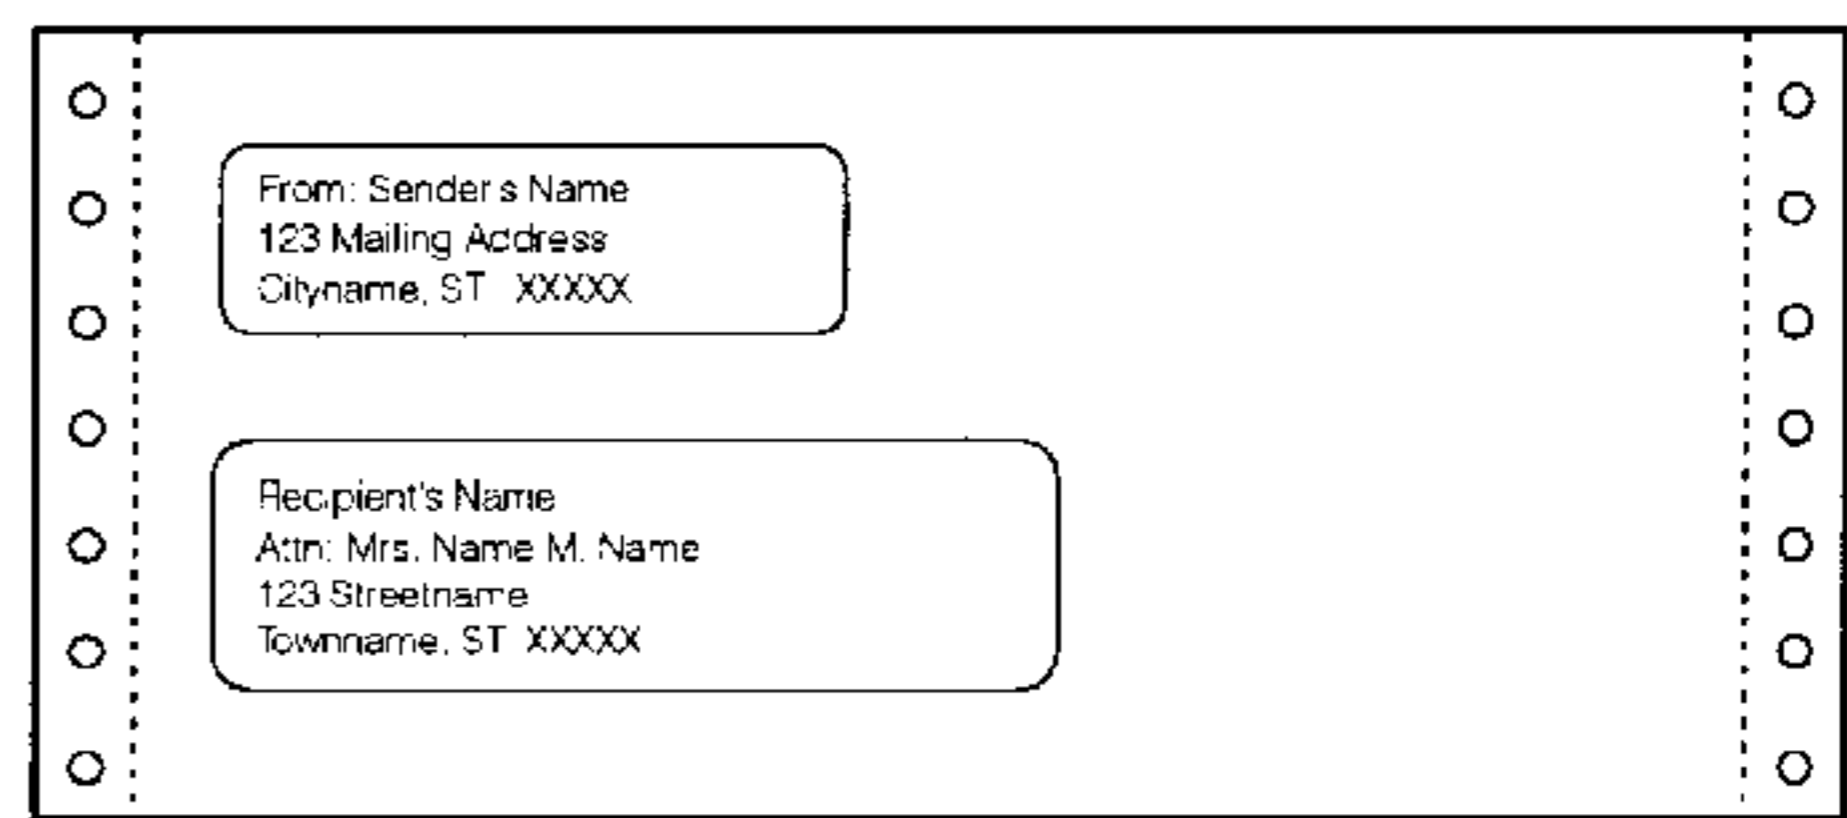 From: Sender's Name
123 Mailing Address
Cityname, ST XXXXX
Recipient's Name
Attn: Mrs. Name M. Name
123 Streetname
Townname, ST XXXXX